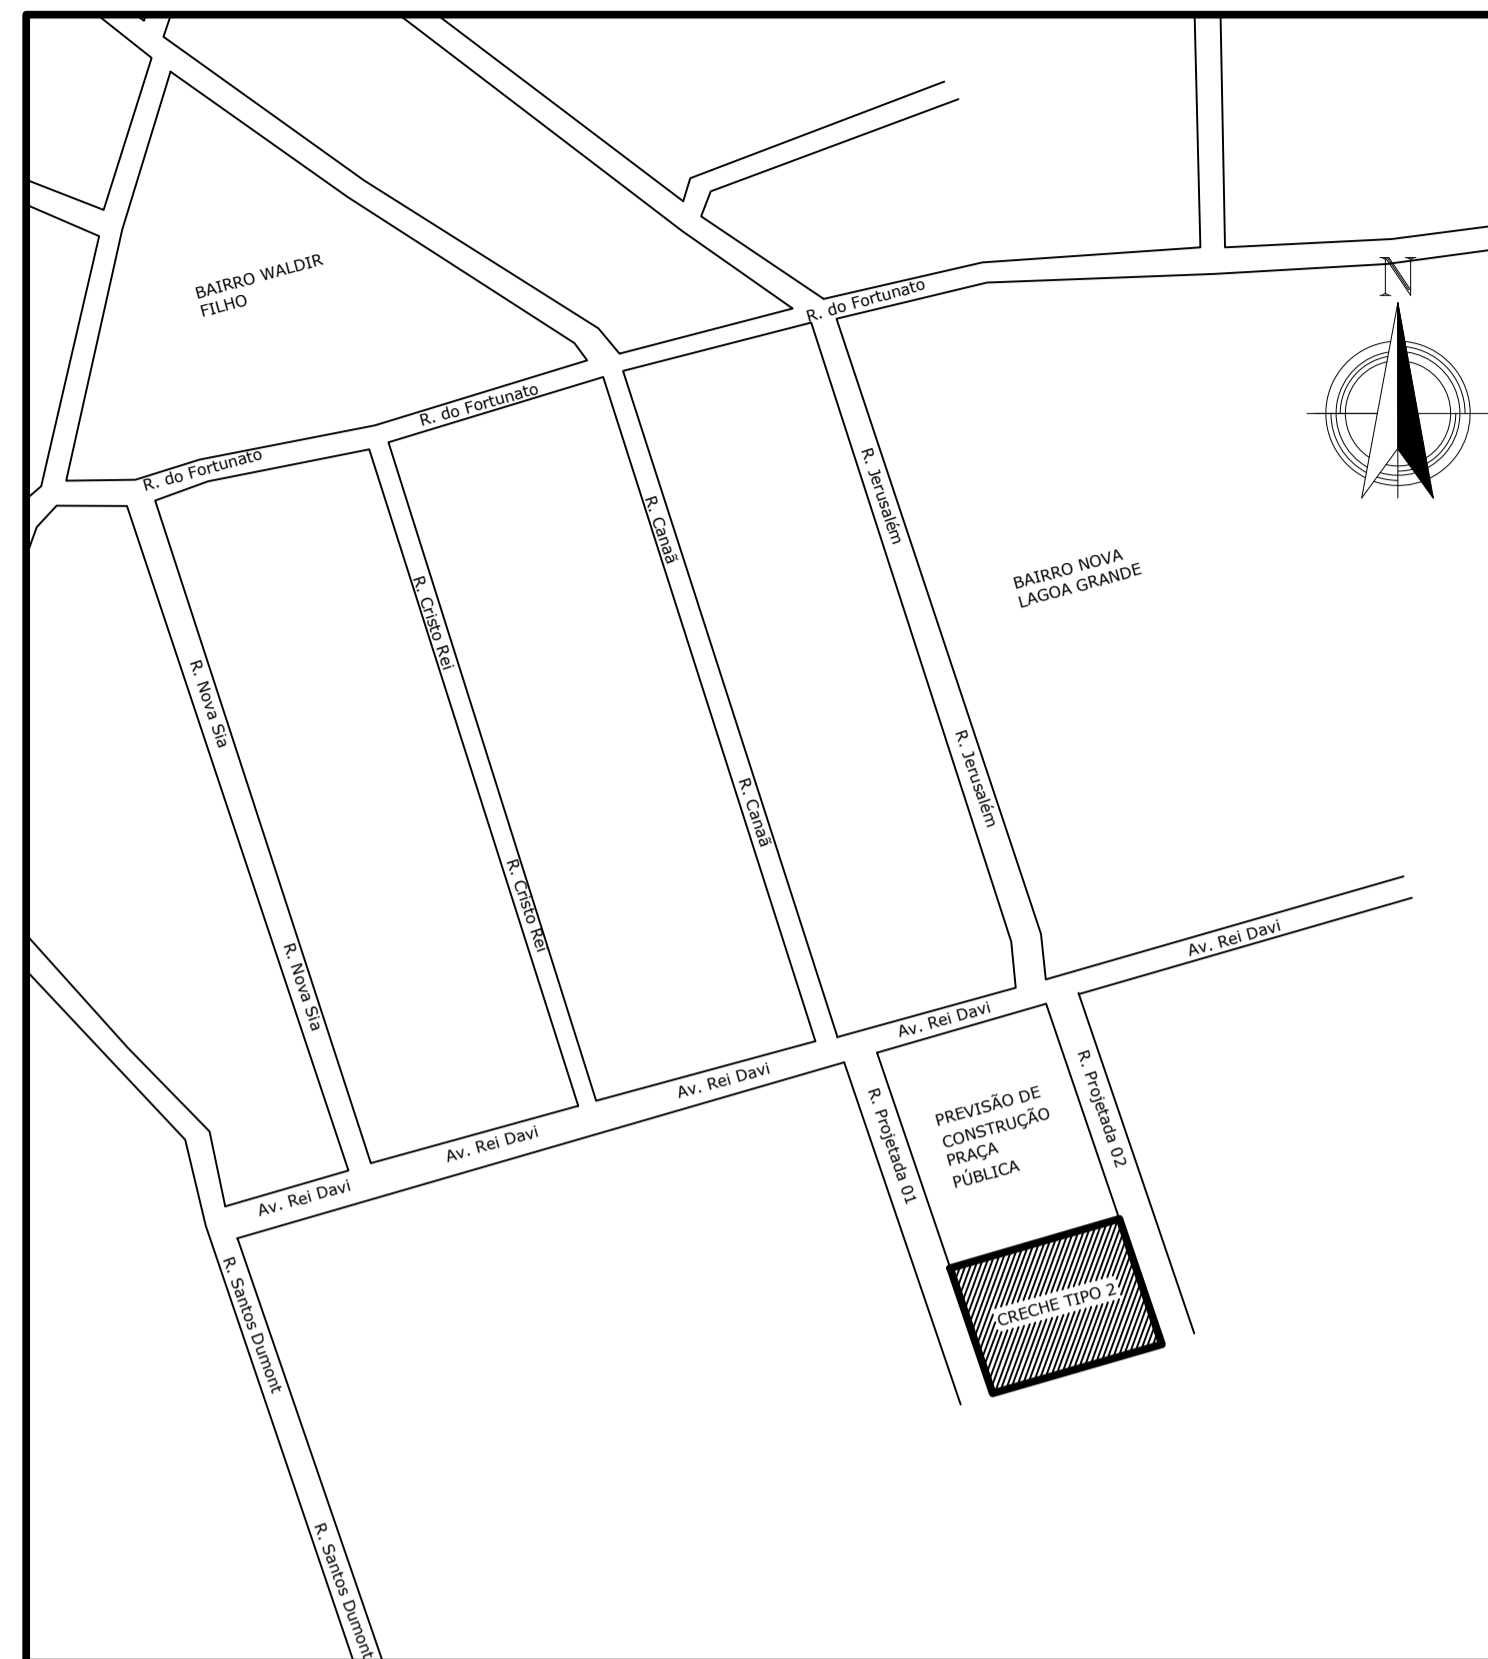 BAIRRO WALDIR
FILHO
N
R. do Fortunato
R. do Fortunato
R. do Fortunato
R. Jerusalém
R. Canaã
BAIRRO NOVA
LAGOA GRANDE
R. Cristo Rei
R. Nova Sia
R. Jerusalém
R. Canaã
R. Cristo Rei
Av. Rei Davi
R. Nova Sia
Av. Rei Davi
R. Projetada 02
Av. Rei Davi
PREVISÃO DE
CONSTRUÇÃO
PRAÇA
PÚBLICA
R. Projetada 01
Av. Rei Davi
Av. Rei Davi
R. Santos Dumont
CRECHE TIPO 2
R. Santos Dumont